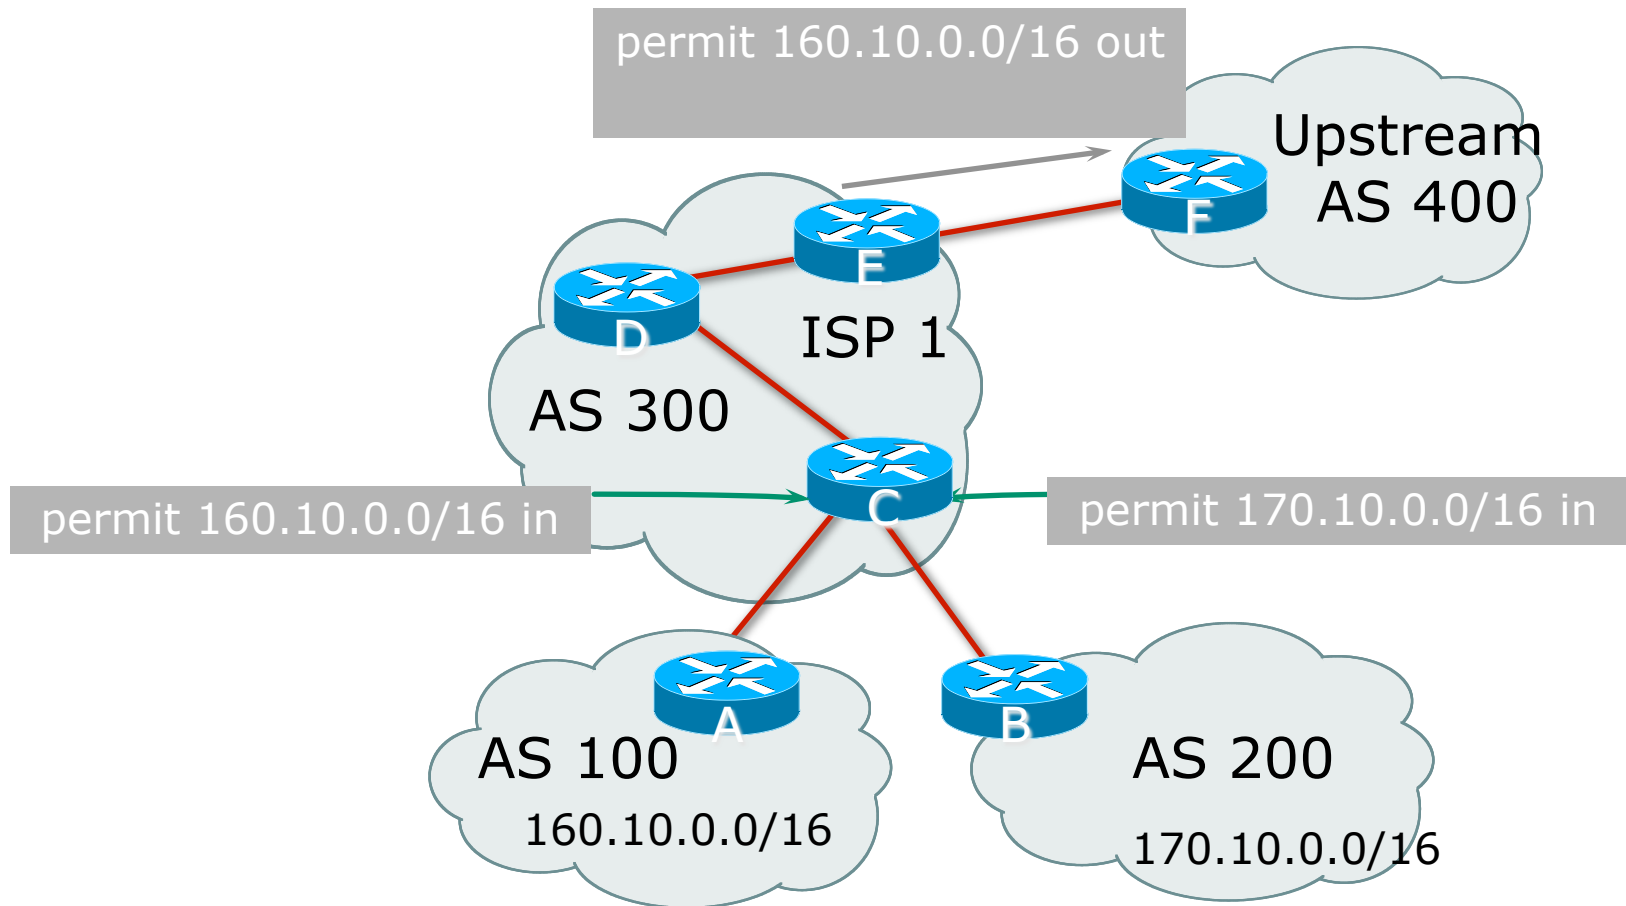 permit 160.10.0.0/16 out
Upstream
AS 400
F
E
D
ISP 1
AS 300
C
permit 160.10.0.0/16 in
permit 170.10.0.0/16 in
A
B
AS 100
160.10.0.0/16
AS 200
170.10.0.0/16